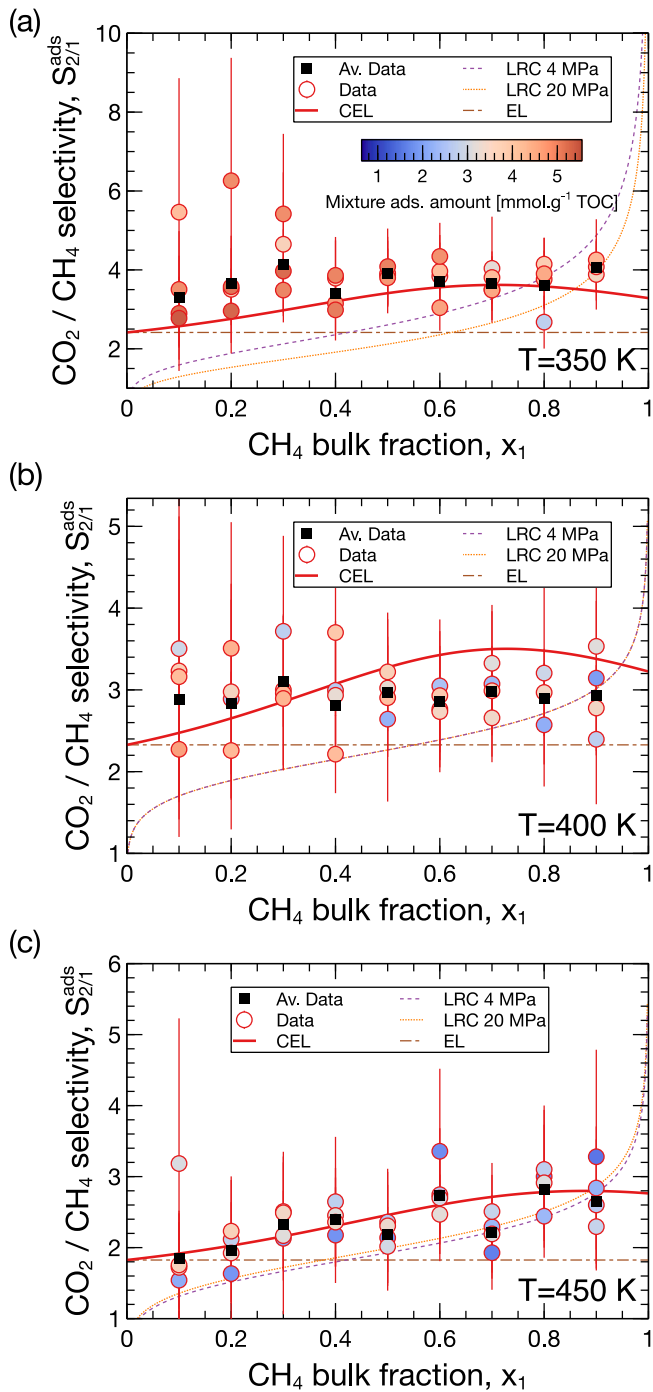 (a)
10
8
6
4
2
CO₂ / CH₄ selectivity, S₂/₁ᵃᵈˢ
Av. Data
Data
CEL
LRC 4 MPa
LRC 20 MPa
EL
1 2 3 4 5
Mixture ads. amount [mmol.g⁻¹ TOC]
T=350 K
0 0.2 0.4 0.6 0.8 1
CH₄ bulk fraction, x₁
(b)
5
4
3
2
1
CO₂ / CH₄ selectivity, S₂/₁ᵃᵈˢ
Av. Data
Data
CEL
LRC 4 MPa
LRC 20 MPa
EL
T=400 K
0 0.2 0.4 0.6 0.8 1
CH₄ bulk fraction, x₁
(c)
6
5
4
3
2
1
CO₂ / CH₄ selectivity, S₂/₁ᵃᵈˢ
Av. Data
Data
CEL
LRC 4 MPa
LRC 20 MPa
EL
T=450 K
0 0.2 0.4 0.6 0.8 1
CH₄ bulk fraction, x₁